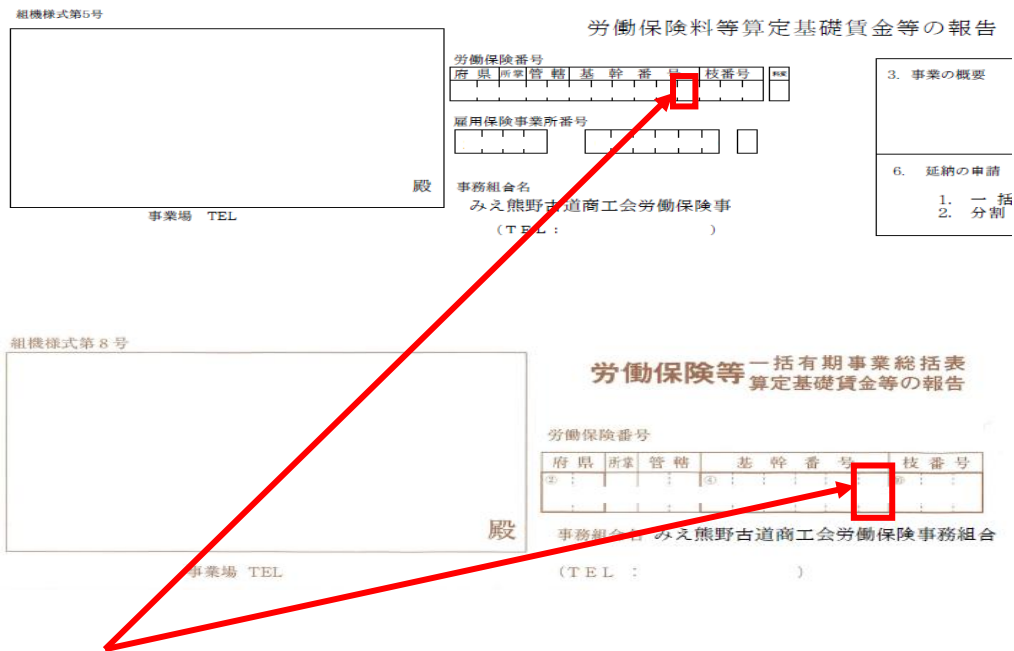 組機様式第5号
労働保険料等算定基礎賃金等の報告
労働保険番号
府県 所掌 管轄 基幹番号 枝番号
3. 事業の概要
雇用保険事業所番号
殿
事業場 TEL
事務組合名
みえ熊野古道商工会労働保険事
(TEL: )
6. 延納の申請
1. 一括
2. 分割
組機様式第8号
労働保険等 一括有期事業総括表
算定基礎賃金等の報告
労働保険番号
府県 所掌 管轄 基幹番号 枝番号
② ④
殿
事務組合名 みえ熊野古道商工会労働保険事務組合
事業場 TEL
(TEL : )